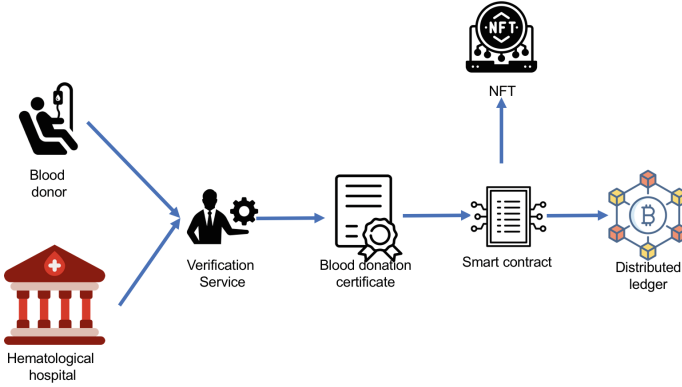 NFT
NFT
Blood
donor
Verification
Service
Blood donation
certificate
Smart contract
Distributed
ledger
Hematological
hospital